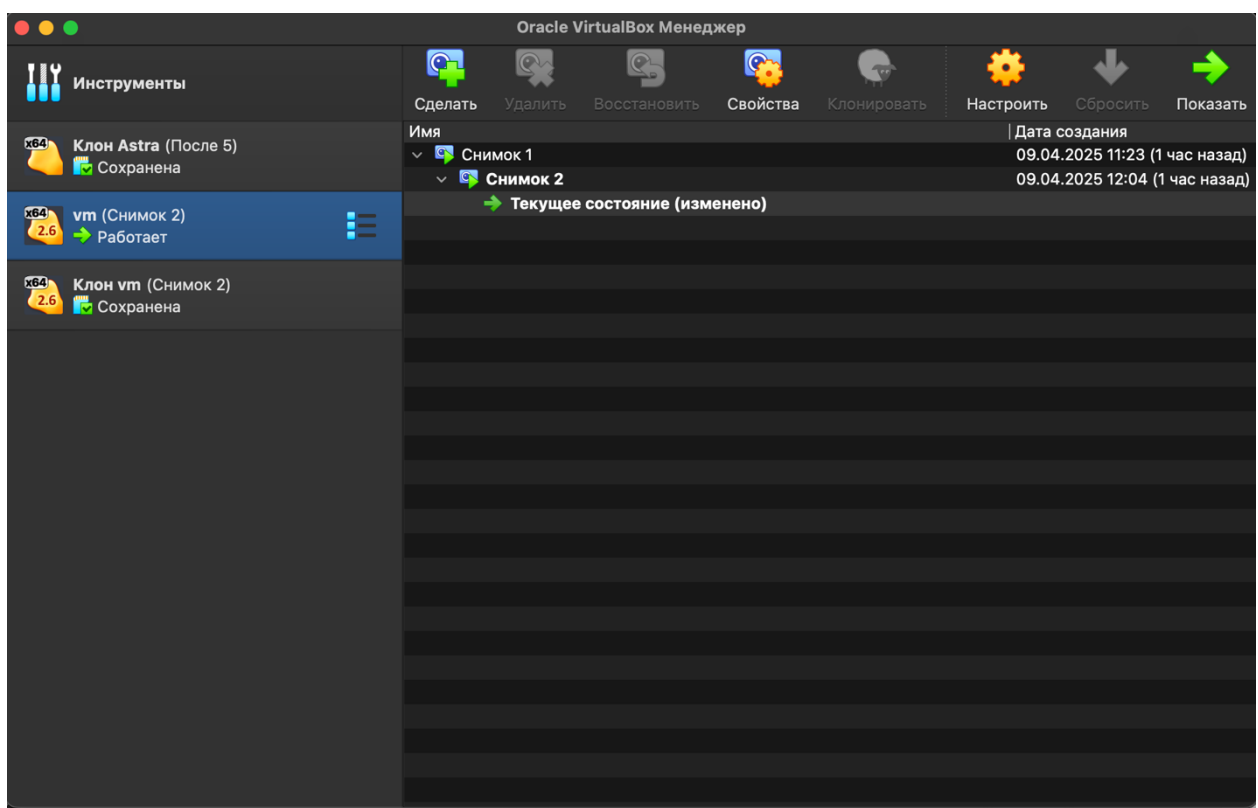 Oracle VirtualBox Менеджер
Инструменты
Сделать Удалить Восстановить Свойства Клонировать Настроить Сбросить Показать
x64
Клон Astra (После 5)
Сохранена
x64
2.6
vm (Снимок 2)
Работает
x64
2.6
Клон vm (Снимок 2)
Сохранена
Имя Дата создания
Снимок 1 09.04.2025 11:23 (1 час назад)
Снимок 2 09.04.2025 12:04 (1 час назад)
Текущее состояние (изменено)